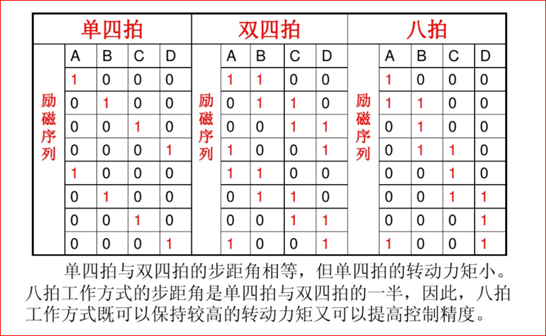 单四拍 双四拍 八拍
励磁序列 励磁序列 励磁序列
A B C D A B C D A B C D
1 0 0 0 1 1 0 0 1 0 0 0
0 1 0 0 0 1 1 0 1 1 0 0
0 0 1 0 0 0 1 1 0 1 0 0
0 0 0 1 1 0 0 1 0 1 1 0
1 0 0 0 1 1 0 0 0 0 1 0
0 1 0 0 0 1 1 0 0 0 1 1
0 0 1 0 0 0 1 1 0 0 0 1
0 0 0 1 1 0 0 1 1 0 0 1
单四拍与双四拍的步距角相等，但单四拍的转动力矩小。
八拍工作方式的步距角是单四拍与双四拍的一半，因此，八拍
工作方式既可以保持较高的转动力矩又可以提高控制精度。